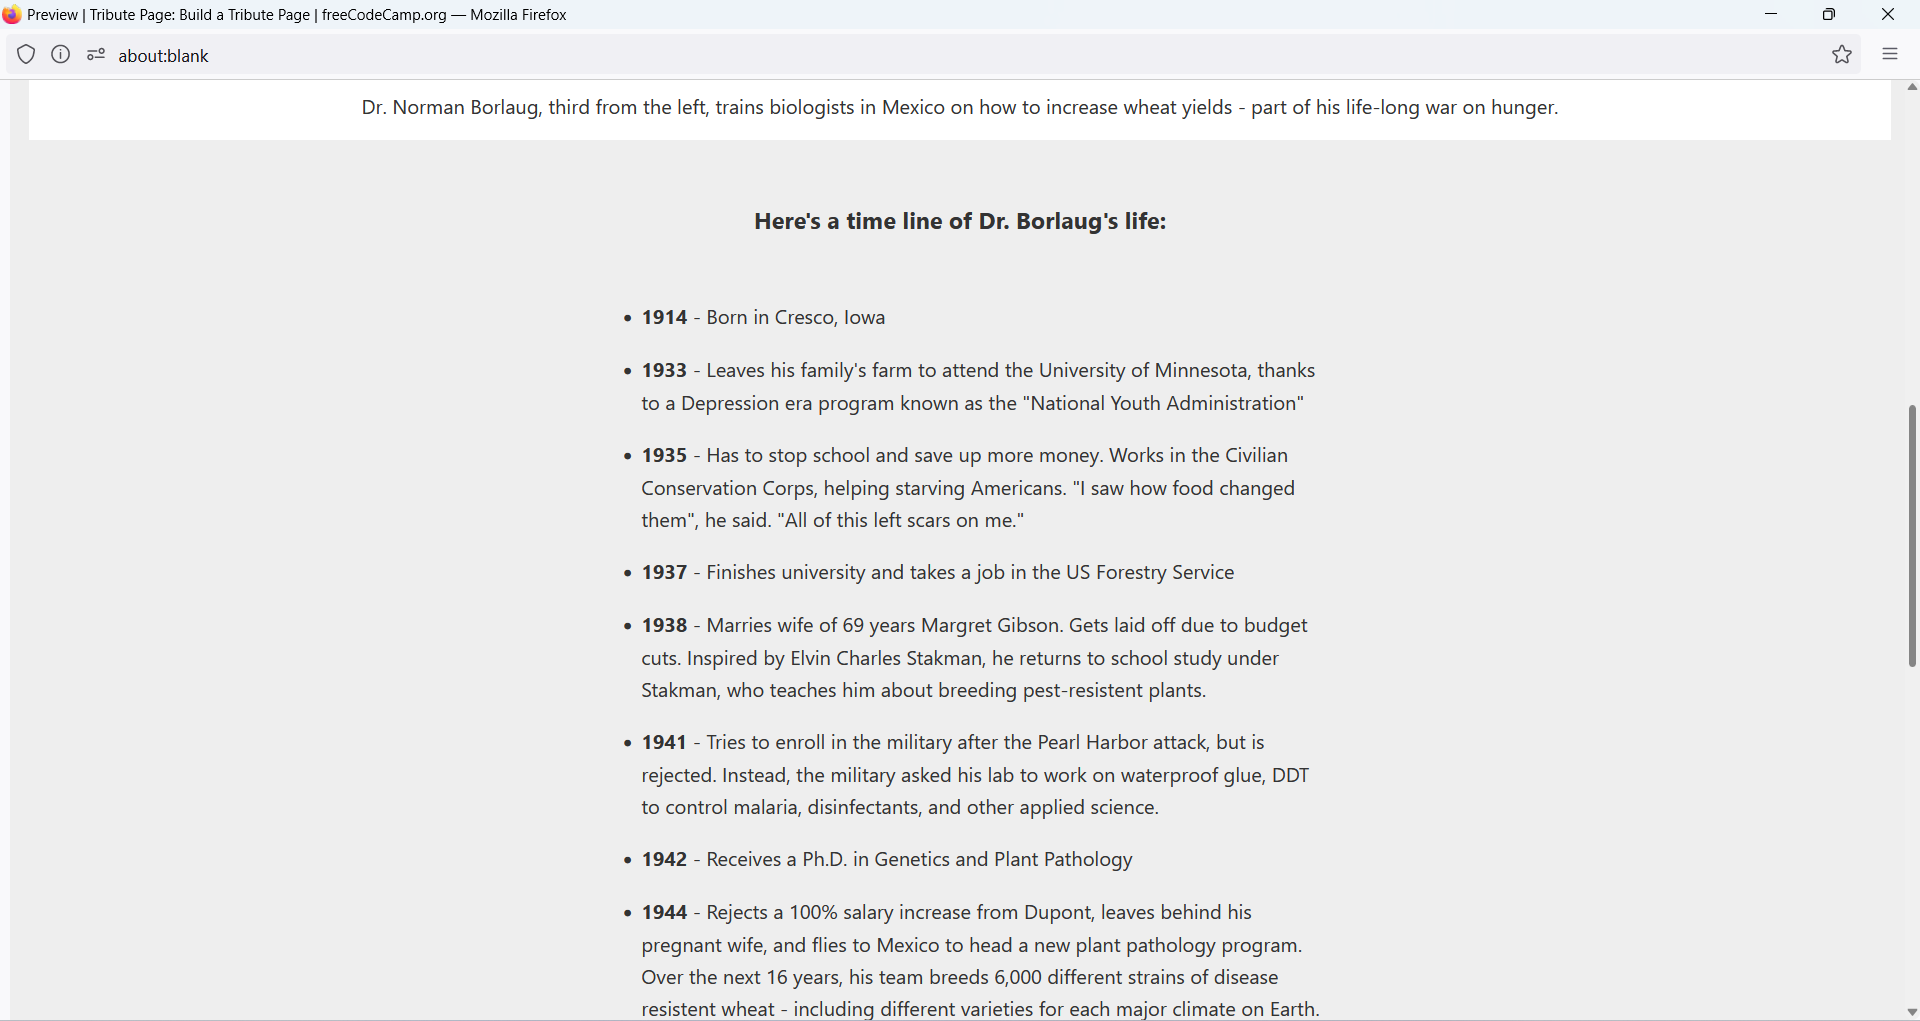 Preview | Tribute Page: Build a Tribute Page | freeCodeCamp.org — Mozilla Firefox
about:blank
Dr. Norman Borlaug, third from the left, trains biologists in Mexico on how to increase wheat yields - part of his life-long war on hunger.
Here's a time line of Dr. Borlaug's life:
• 1914 - Born in Cresco, Iowa
• 1933 - Leaves his family's farm to attend the University of Minnesota, thanks
to a Depression era program known as the "National Youth Administration"
• 1935 - Has to stop school and save up more money. Works in the Civilian
Conservation Corps, helping starving Americans. "I saw how food changed
them", he said. "All of this left scars on me."
• 1937 - Finishes university and takes a job in the US Forestry Service
• 1938 - Marries wife of 69 years Margret Gibson. Gets laid off due to budget
cuts. Inspired by Elvin Charles Stakman, he returns to school study under
Stakman, who teaches him about breeding pest-resistent plants.
• 1941 - Tries to enroll in the military after the Pearl Harbor attack, but is
rejected. Instead, the military asked his lab to work on waterproof glue, DDT
to control malaria, disinfectants, and other applied science.
• 1942 - Receives a Ph.D. in Genetics and Plant Pathology
• 1944 - Rejects a 100% salary increase from Dupont, leaves behind his
pregnant wife, and flies to Mexico to head a new plant pathology program.
Over the next 16 years, his team breeds 6,000 different strains of disease
resistent wheat - including different varieties for each major climate on Earth.